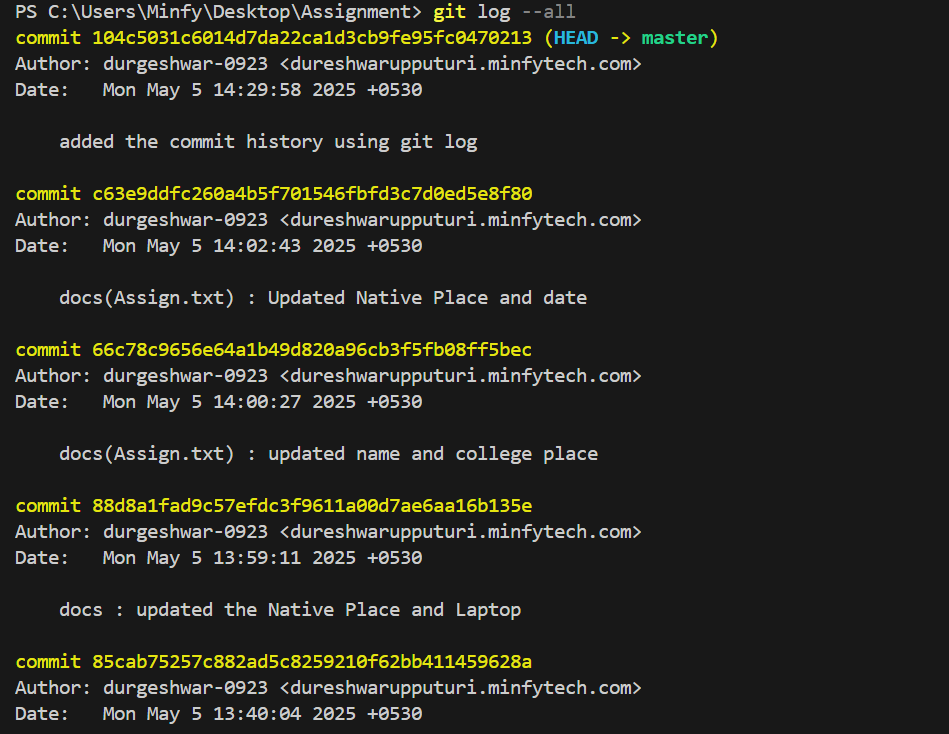 PS C:\Users\Minfy\Desktop\Assignment> git log --all
commit 104c5031c6014d7da22ca1d3cb9fe95fc0470213 (HEAD -> master)
Author: durgeshwar-0923 <dureshwarupputuri.minfytech.com>
Date:   Mon May 5 14:29:58 2025 +0530
    added the commit history using git log
commit c63e9ddfc260a4b5f701546fbfd3c7d0ed5e8f80
Author: durgeshwar-0923 <dureshwarupputuri.minfytech.com>
Date:   Mon May 5 14:02:43 2025 +0530
    docs(Assign.txt) : Updated Native Place and date
commit 66c78c9656e64a1b49d820a96cb3f5fb08ff5bec
Author: durgeshwar-0923 <dureshwarupputuri.minfytech.com>
Date:   Mon May 5 14:00:27 2025 +0530
    docs(Assign.txt) : updated name and college place
commit 88d8a1fad9c57efdc3f9611a00d7ae6aa16b135e
Author: durgeshwar-0923 <dureshwarupputuri.minfytech.com>
Date:   Mon May 5 13:59:11 2025 +0530
    docs : updated the Native Place and Laptop
commit 85cab75257c882ad5c8259210f62bb411459628a
Author: durgeshwar-0923 <dureshwarupputuri.minfytech.com>
Date:   Mon May 5 13:40:04 2025 +0530